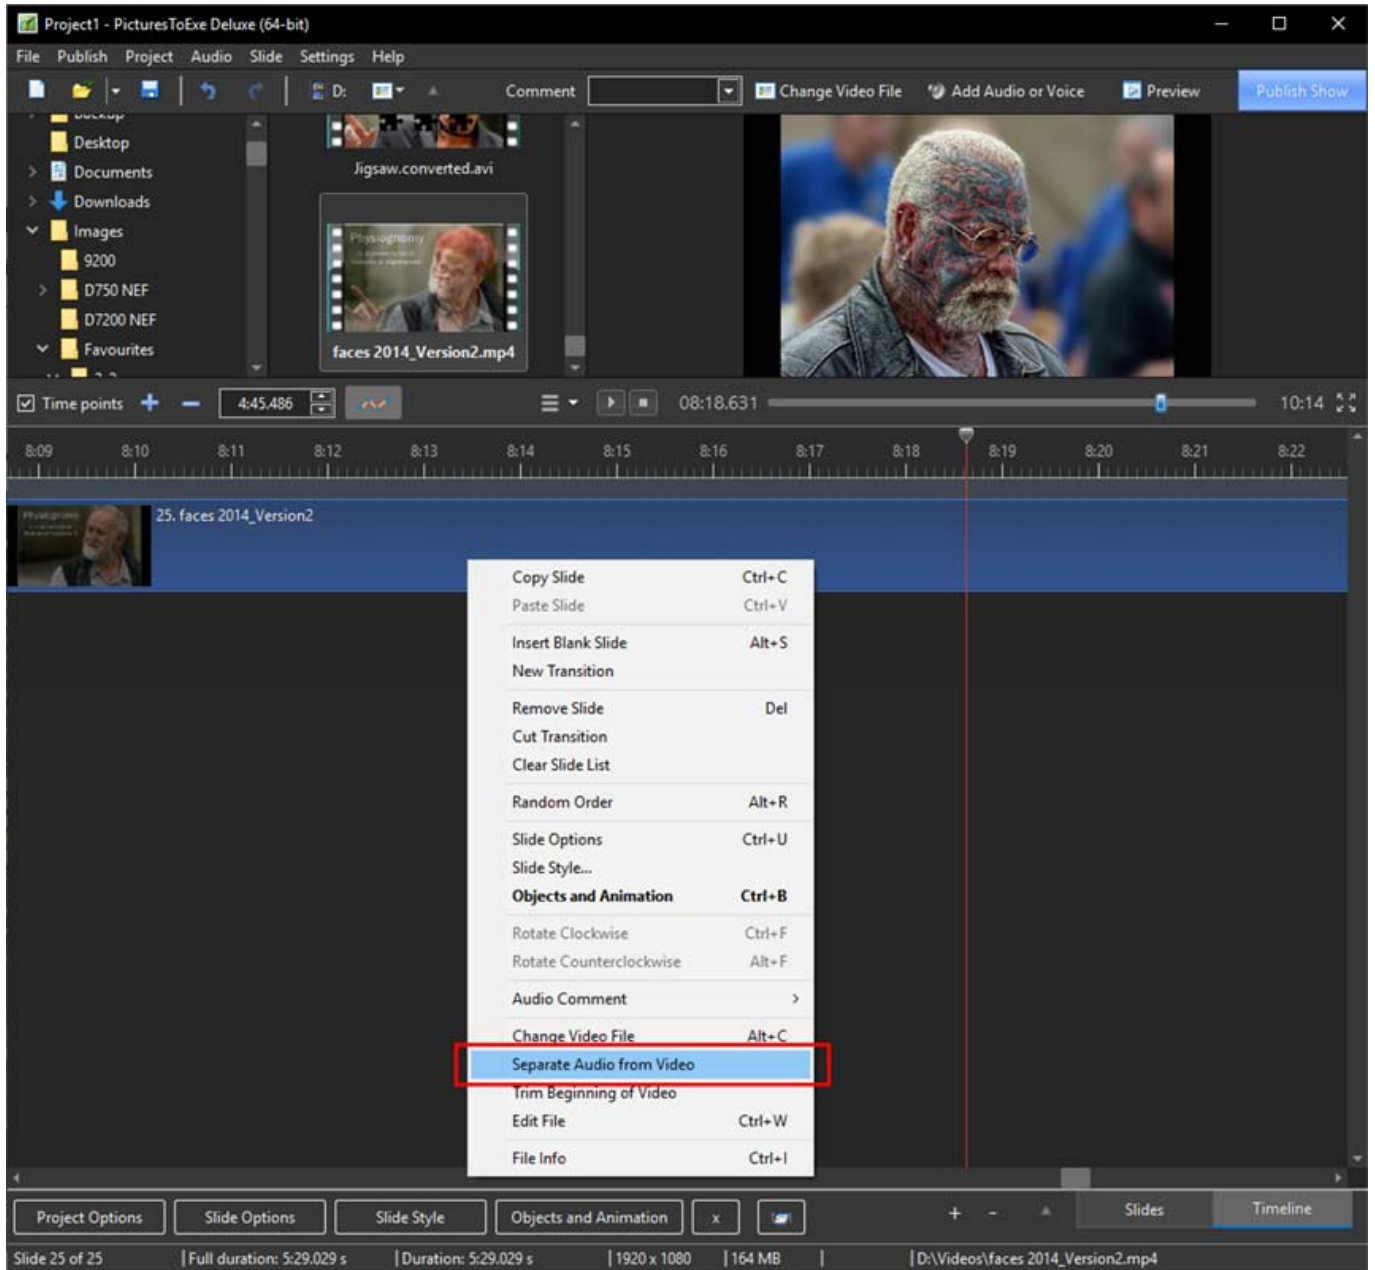 Project1 - PicturesToExe Deluxe (64-bit)
File Publish Project Audio Slide Settings Help
D: Comment Change Video File Add Audio or Voice Preview Publish Show
Backup
Desktop
Documents
Downloads
Images
9200
D750 NEF
D7200 NEF
Favourites
Jigsaw.converted.avi
Physiognomy
faces 2014_Version2.mp4
Time points 4:45.486 08:18.631 10:14
8:09 8:10 8:11 8:12 8:13 8:14 8:15 8:16 8:17 8:18 8:19 8:20 8:21 8:22
Physiognomy
25. faces 2014_Version2
Copy Slide Ctrl+C
Paste Slide Ctrl+V
Insert Blank Slide Alt+S
New Transition
Remove Slide Del
Cut Transition
Clear Slide List
Random Order Alt+R
Slide Options Ctrl+U
Slide Style...
Objects and Animation Ctrl+B
Rotate Clockwise Ctrl+F
Rotate Counterclockwise Alt+F
Audio Comment >
Change Video File Alt+C
Separate Audio from Video
Trim Beginning of Video
Edit File Ctrl+W
File Info Ctrl+I
Project Options Slide Options Slide Style Objects and Animation x + - Slides Timeline
Slide 25 of 25 | Full duration: 5:29.029 s | Duration: 5:29.029 s | 1920 x 1080 | 164 MB | | D:\Videos\faces 2014_Version2.mp4